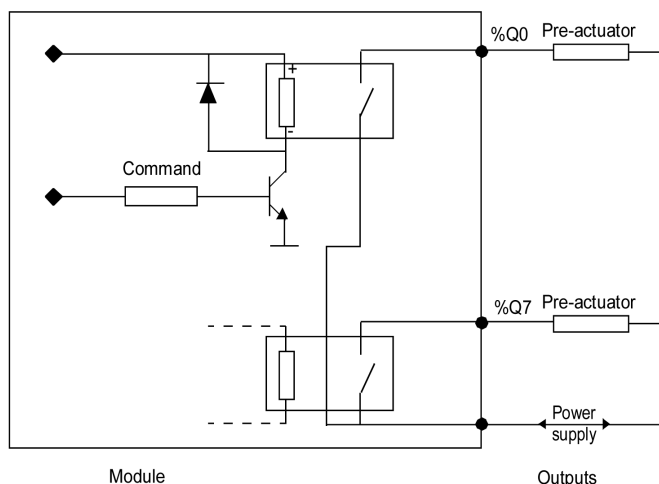 %Q0
Pre-actuator
+
-
Command
%Q7
Pre-actuator
Power
supply
Module
Outputs